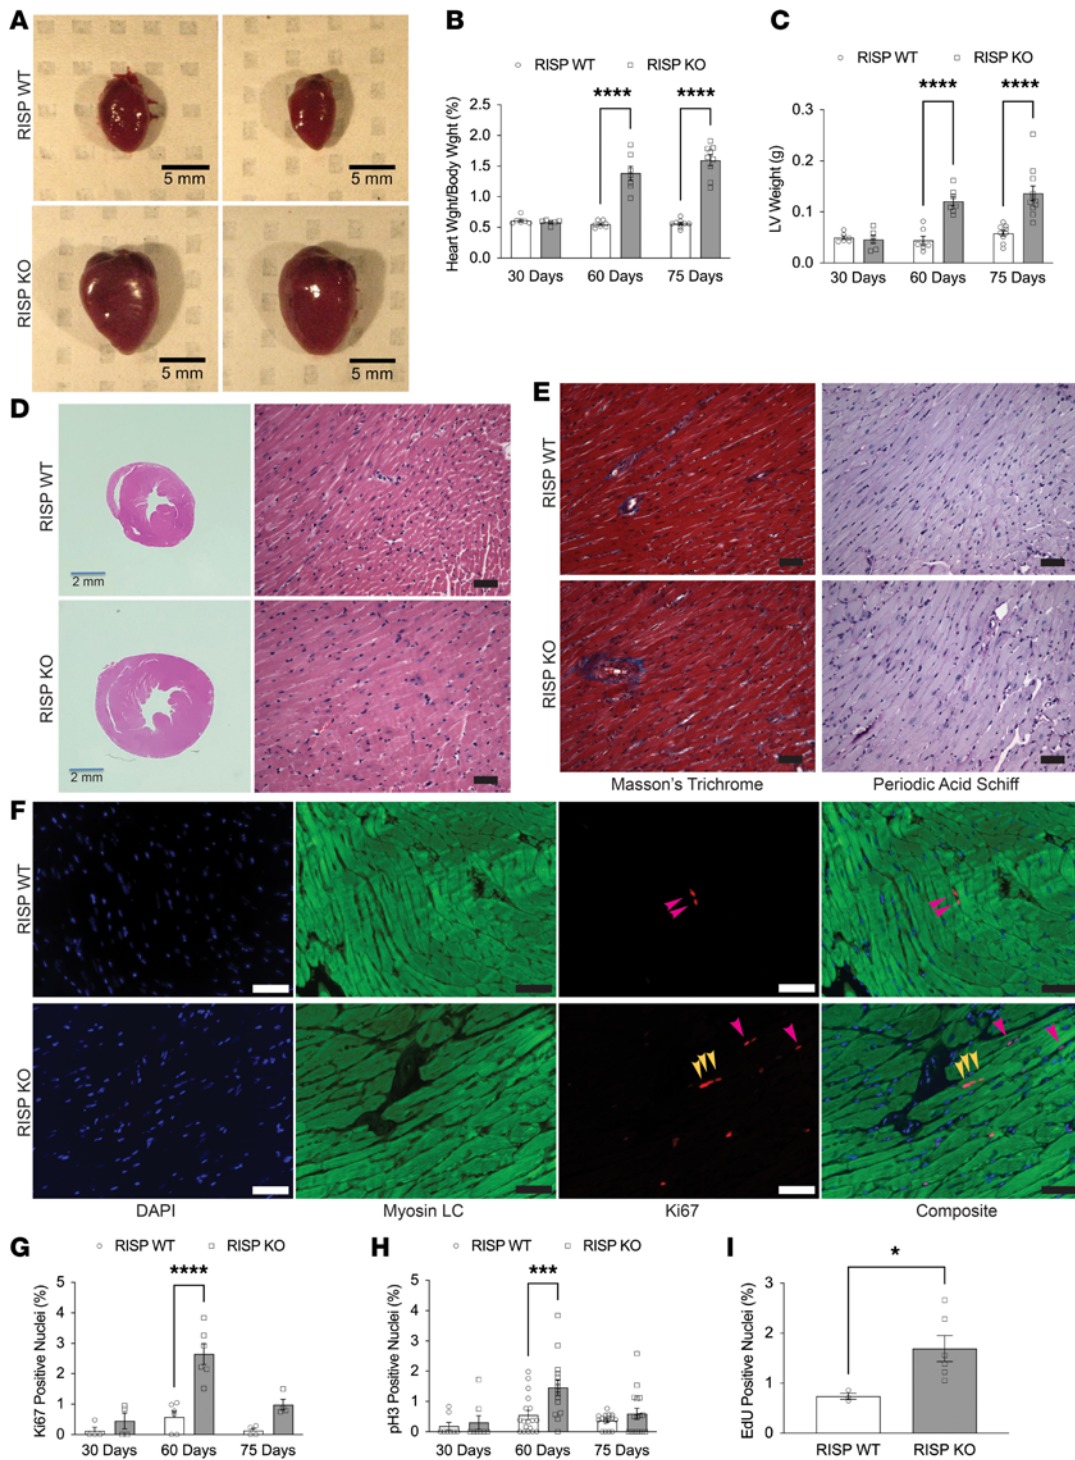 A
RISP WT
5 mm
5 mm
RISP KO
5 mm
5 mm
B
RISP WT
RISP KO
Heart Wght/Body Wght (%)
2.5
2.0
1.5
1.0
0.5
0.0
****
****
30 Days
60 Days
75 Days
C
RISP WT
RISP KO
LV Weight (g)
0.3
0.2
0.1
0.0
****
****
30 Days
60 Days
75 Days
D
RISP WT
2 mm
RISP KO
2 mm
E
RISP WT
RISP KO
Masson's Trichrome
Periodic Acid Schiff
F
RISP WT
RISP KO
DAPI
Myosin LC
Ki67
Composite
G
RISP WT
RISP KO
Ki67 Positive Nuclei (%)
5
4
3
2
1
0
****
30 Days
60 Days
75 Days
H
RISP WT
RISP KO
pH3 Positive Nuclei (%)
5
4
3
2
1
0
***
30 Days
60 Days
75 Days
I
EdU Positive Nuclei (%)
3
2
1
0
*
RISP WT
RISP KO